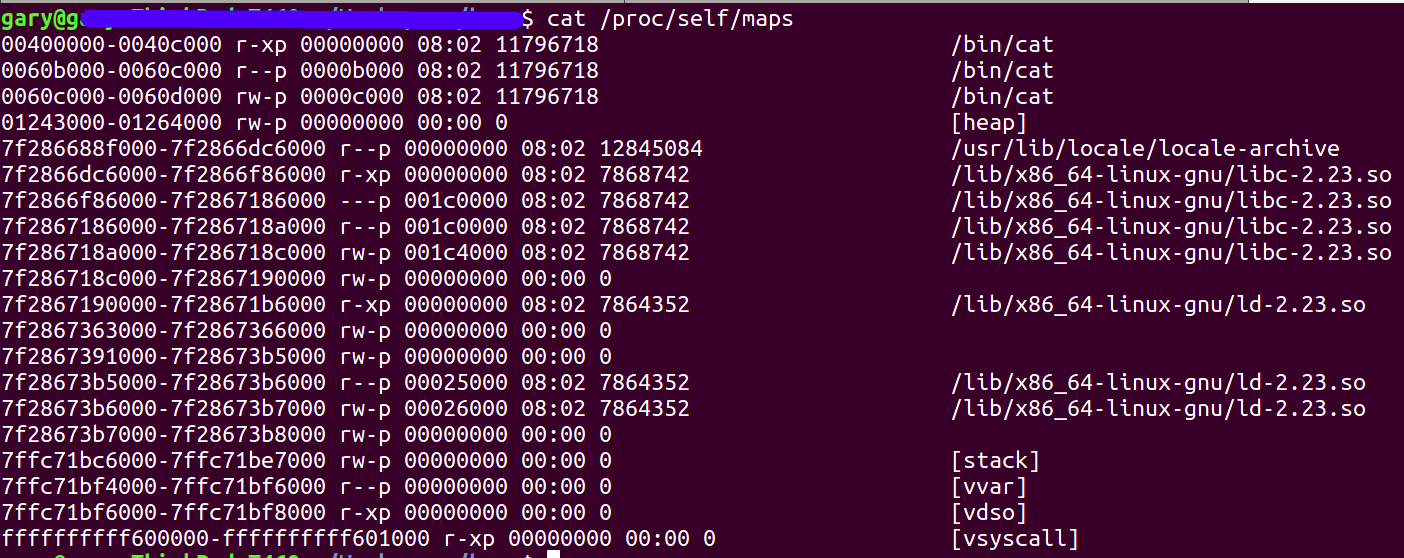 gary@g $ cat /proc/self/maps
00400000-0040c000 r-xp 00000000 08:02 11796718 /bin/cat
0060b000-0060c000 r--p 0000b000 08:02 11796718 /bin/cat
0060c000-0060d000 rw-p 0000c000 08:02 11796718 /bin/cat
01243000-01264000 rw-p 00000000 00:00 0 [heap]
7f286688f000-7f2866dc6000 r--p 00000000 08:02 12845084 /usr/lib/locale/locale-archive
7f2866dc6000-7f2866f86000 r-xp 00000000 08:02 7868742 /lib/x86_64-linux-gnu/libc-2.23.so
7f2866f86000-7f2867186000 ---p 001c0000 08:02 7868742 /lib/x86_64-linux-gnu/libc-2.23.so
7f2867186000-7f286718a000 r--p 001c0000 08:02 7868742 /lib/x86_64-linux-gnu/libc-2.23.so
7f286718a000-7f286718c000 rw-p 001c4000 08:02 7868742 /lib/x86_64-linux-gnu/libc-2.23.so
7f286718c000-7f2867190000 rw-p 00000000 00:00 0
7f2867190000-7f28671b6000 r-xp 00000000 08:02 7864352 /lib/x86_64-linux-gnu/ld-2.23.so
7f2867363000-7f2867366000 rw-p 00000000 00:00 0
7f2867391000-7f28673b5000 rw-p 00000000 00:00 0
7f28673b5000-7f28673b6000 r--p 00025000 08:02 7864352 /lib/x86_64-linux-gnu/ld-2.23.so
7f28673b6000-7f28673b7000 rw-p 00026000 08:02 7864352 /lib/x86_64-linux-gnu/ld-2.23.so
7f28673b7000-7f28673b8000 rw-p 00000000 00:00 0
7ffc71bc6000-7ffc71be7000 rw-p 00000000 00:00 0 [stack]
7ffc71bf4000-7ffc71bf6000 r--p 00000000 00:00 0 [vvar]
7ffc71bf6000-7ffc71bf8000 r-xp 00000000 00:00 0 [vdso]
ffffffffff600000-ffffffffff601000 r-xp 00000000 00:00 0 [vsyscall]